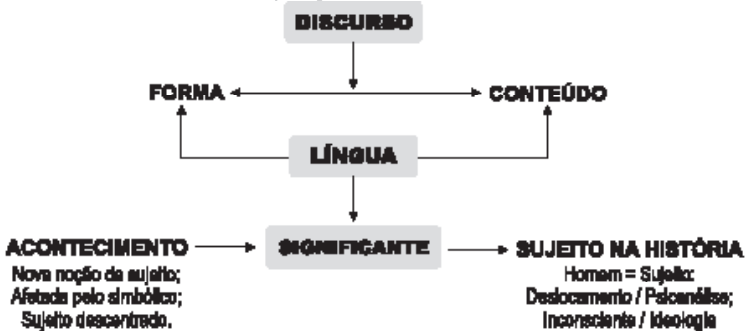 DISCURSO
FORMA CONTEÚDO
LÍNGUA
ACONTECIMENTO SIGNIFICANTE SUJEITO NA HISTÓRIA
Nova noção de sujeito; Homem = Sujeito:
Afetada pelo simbólico; Deslocamento / Psicanálise;
Sujeito descentrado. Inconsciente / Ideologia